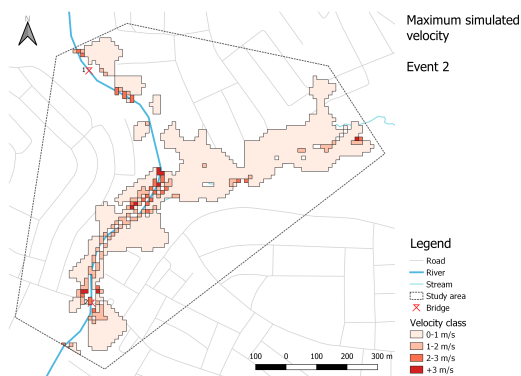 Maximum simulated
velocity
Event 2
N
1
Legend
Road
River
Stream
Study area
Bridge
Velocity class
0-1 m/s
1-2 m/s
2-3 m/s
+3 m/s
100 0 100 200 300 m